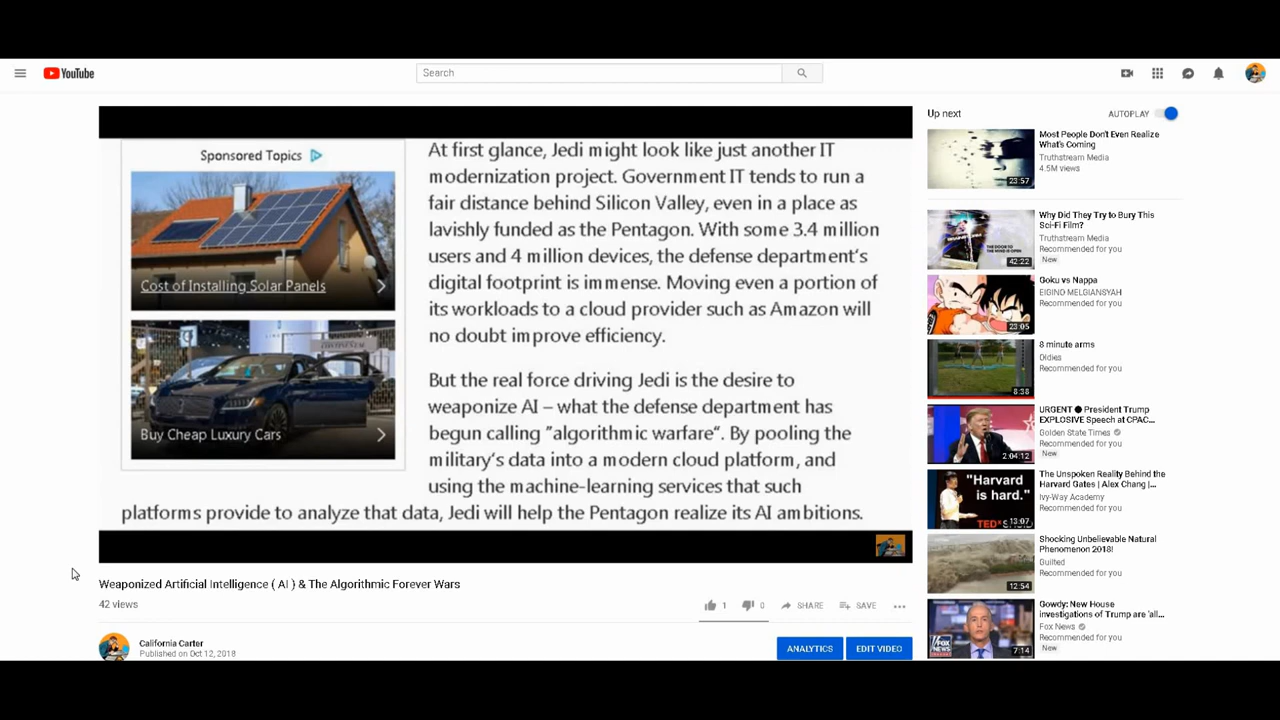 YouTube
Search
Sponsored Topics
Cost of Installing Solar Panels
Buy Cheap Luxury Cars
At first glance, Jedi might look like just another IT
modernization project. Government IT tends to run a
fair distance behind Silicon Valley, even in a place as
lavishly funded as the Pentagon. With some 3.4 million
users and 4 million devices, the defense department's
digital footprint is immense. Moving even a portion of
its workloads to a cloud provider such as Amazon will
no doubt improve efficiency.
But the real force driving Jedi is the desire to
weaponize AI – what the defense department has
begun calling "algorithmic warfare". By pooling the
military's data into a modern cloud platform, and
using the machine-learning services that such
platforms provide to analyze that data, Jedi will help the Pentagon realize its AI ambitions.
Weaponized Artificial Intelligence ( AI ) & The Algorithmic Forever Wars
42 views
1
0
SHARE
SAVE
California Carter
Published on Oct 12, 2018
ANALYTICS
EDIT VIDEO
Up next
AUTOPLAY
23:57
Most People Don't Even Realize
What's Coming
Truthstream Media
4.5M views
42:22
Why Did They Try to Bury This
Sci-Fi Film?
Truthstream Media
Recommended for you
New
23:05
Goku vs Nappa
EIGINO MELGIANSYAH
Recommended for you
8:38
8 minute arms
Oldies
Recommended for you
2:04:12
URGENT ● President Trump
EXPLOSIVE Speech at CPAC...
Golden State Times
Recommended for you
New
"Harvard
is hard."
TEDx
13:07
The Unspoken Reality Behind the
Harvard Gates | Alex Chang |...
Ivy-Way Academy
Recommended for you
12:54
Shocking Unbelievable Natural
Phenomenon 2018!
Guilted
Recommended for you
FOX
NEWS
7:14
Gowdy: New House
investigations of Trump are 'all...
Fox News
Recommended for you
New